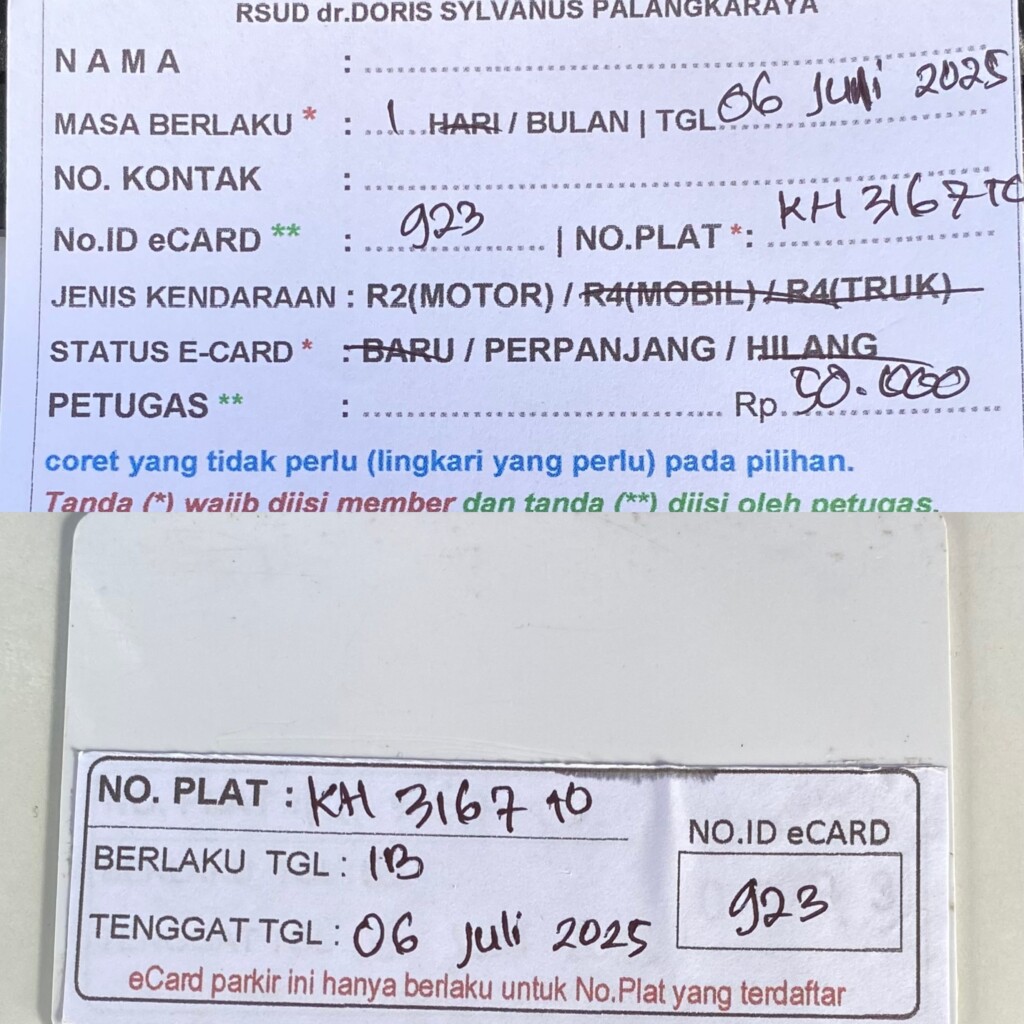 RSUD dr.DORIS SYLVANUS PALANGKARAYA
N A M A :
MASA BERLAKU * : 1 HARI / BULAN | TGL 06 Juni 2025
NO. KONTAK :
No.ID eCARD ** : 923 | NO.PLAT *: KH 3167 TO
JENIS KENDARAAN : R2(MOTOR) / R4(MOBIL) / R4(TRUK)
STATUS E-CARD * : BARU / PERPANJANG / HILANG
PETUGAS ** : Rp. 50.000
coret yang tidak perlu (lingkari yang perlu) pada pilihan.
Tanda (*) wajib diisi member dan tanda (**) diisi oleh petugas.
NO. PLAT : KH 3167 TO
BERLAKU TGL : 1B
TENGGAT TGL : 06 Juli 2025
NO.ID eCARD
923
eCard parkir ini hanya berlaku untuk No.Plat yang terdaftar